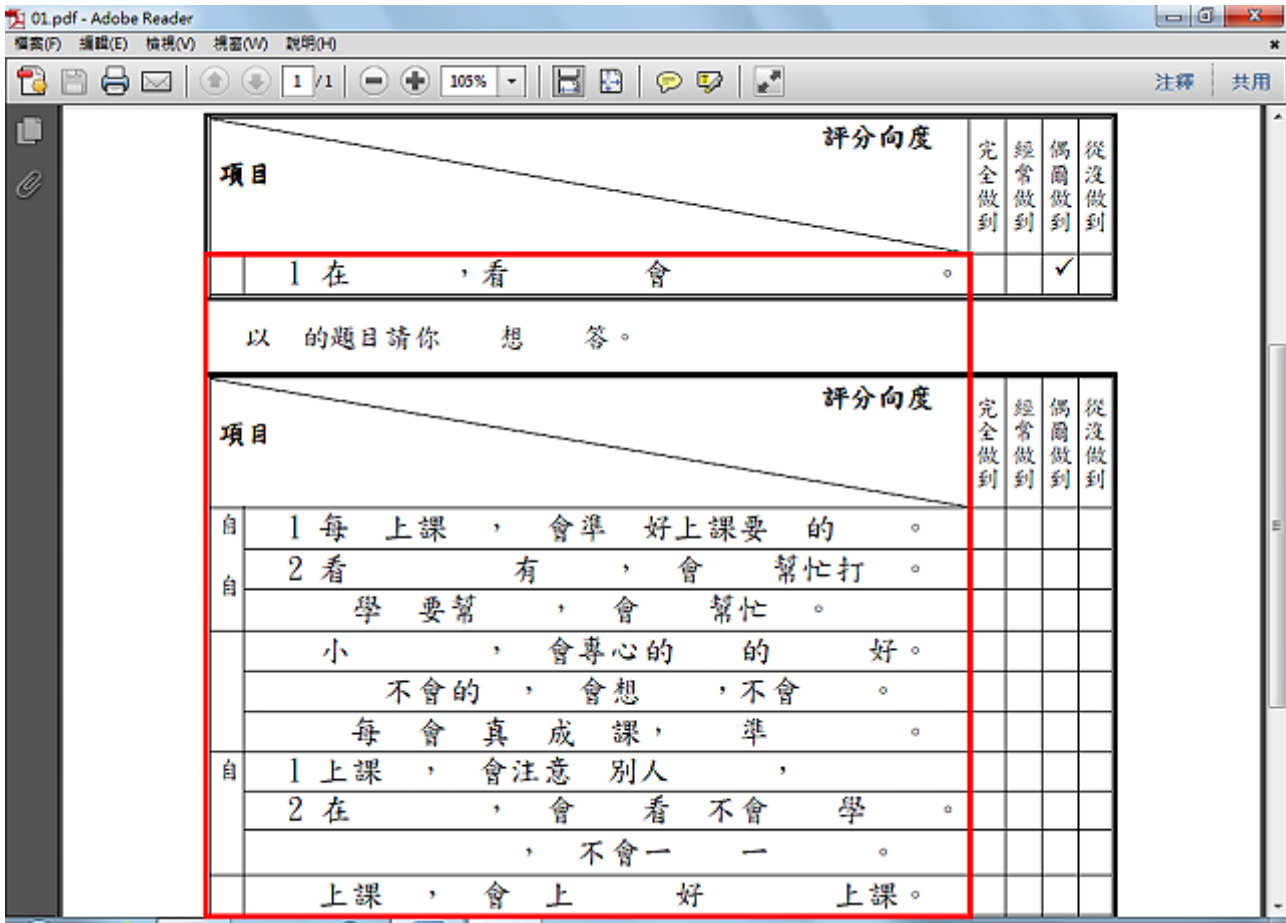 01.pdf - Adobe Reader
檔案(F) 編輯(E) 檢視(V) 視窗(W) 說明(H)
1 /1 105% 注釋 共用
評分向度
項目
完全做到
經常做到
偶爾做到
從沒做到
1 在 ,看 會 。 ✓
以 的題目請你 想 答。
評分向度
項目
完全做到
經常做到
偶爾做到
從沒做到
自 1 每 上課 , 會準 好上課要 的 。
自 2 看 有 , 會 幫忙打 。
學 要幫 , 會 幫忙 。
小 , 會專心的 的 好。
不會的 , 會想 ,不會 。
每 會 真 成 課, 準 。
自 1 上課 , 會注意 別人 ,
2 在 , 會 看 不會 學 。
, 不會一 一 。
上課 , 會 上 好 上課。